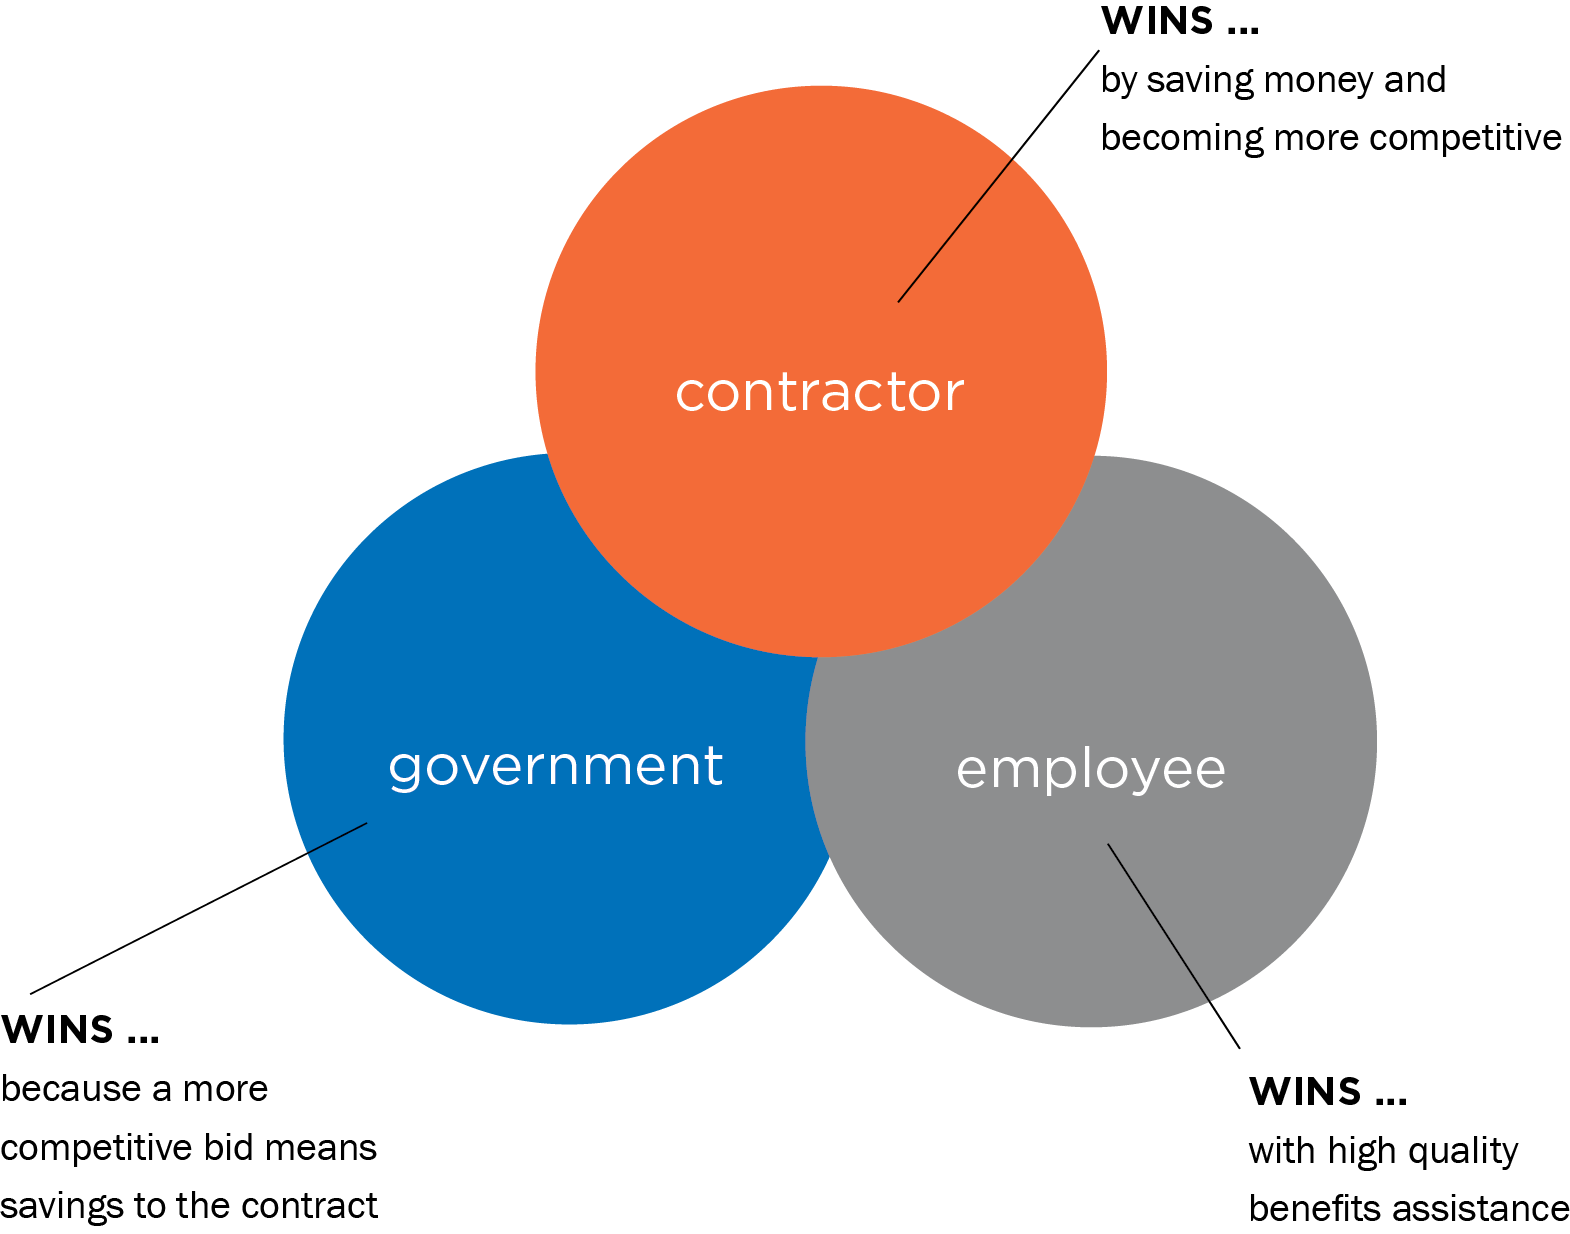 WINS ...
by saving money and
becoming more competitive
contractor
government
employee
WINS ...
because a more
competitive bid means
savings to the contract
WINS ...
with high quality
benefits assistance